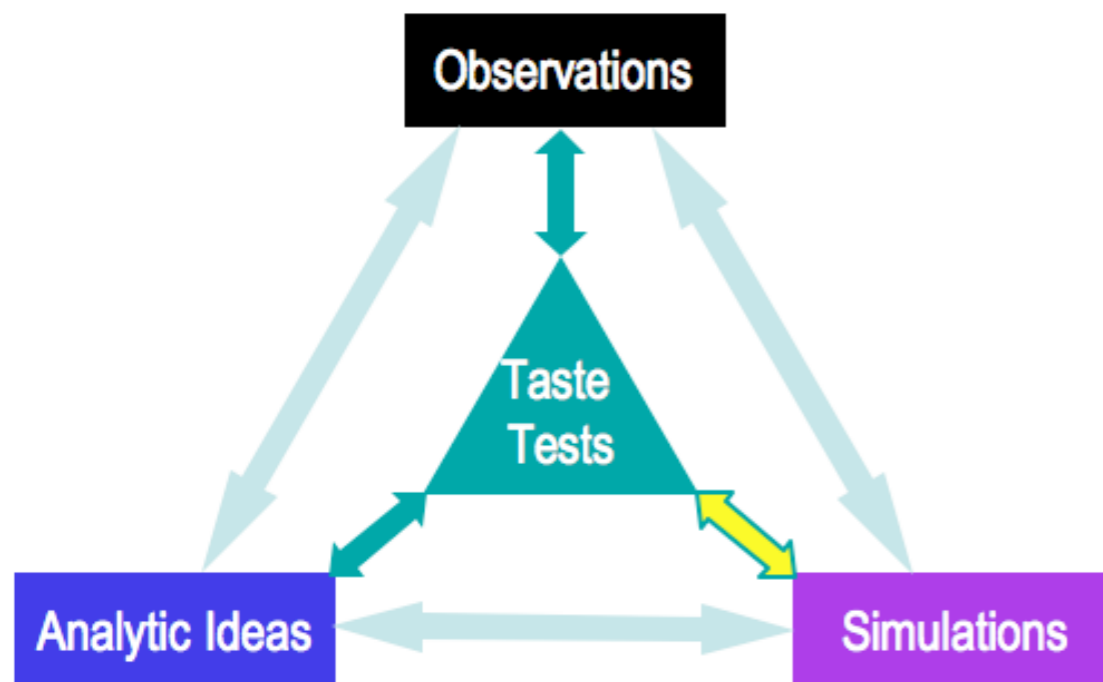 Observations
Taste
Tests
Analytic Ideas
Simulations